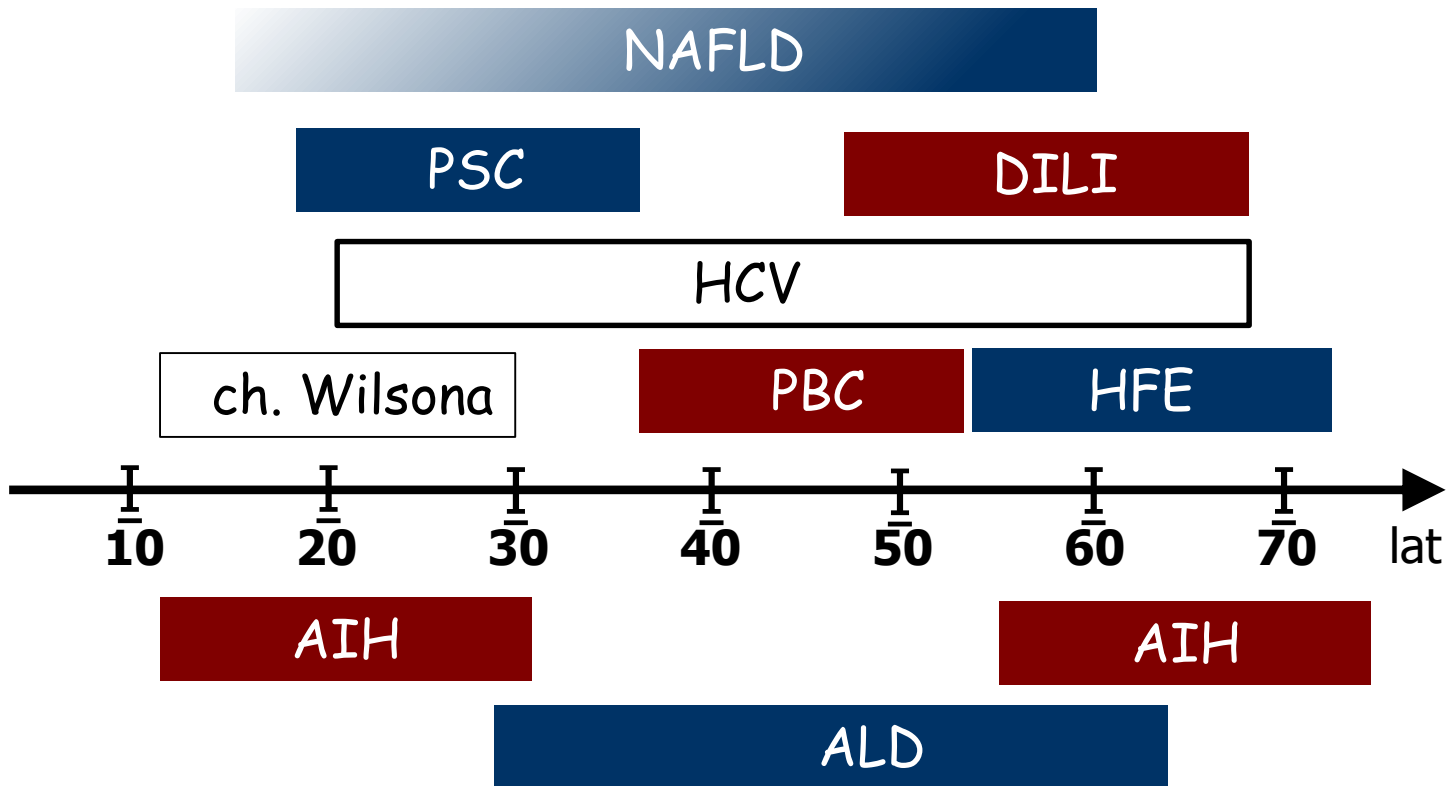 NAFLD
PSC DILI
HCV
ch. Wilsona PBC HFE
10 20 30 40 50 60 70 lat
AIH AIH
ALD